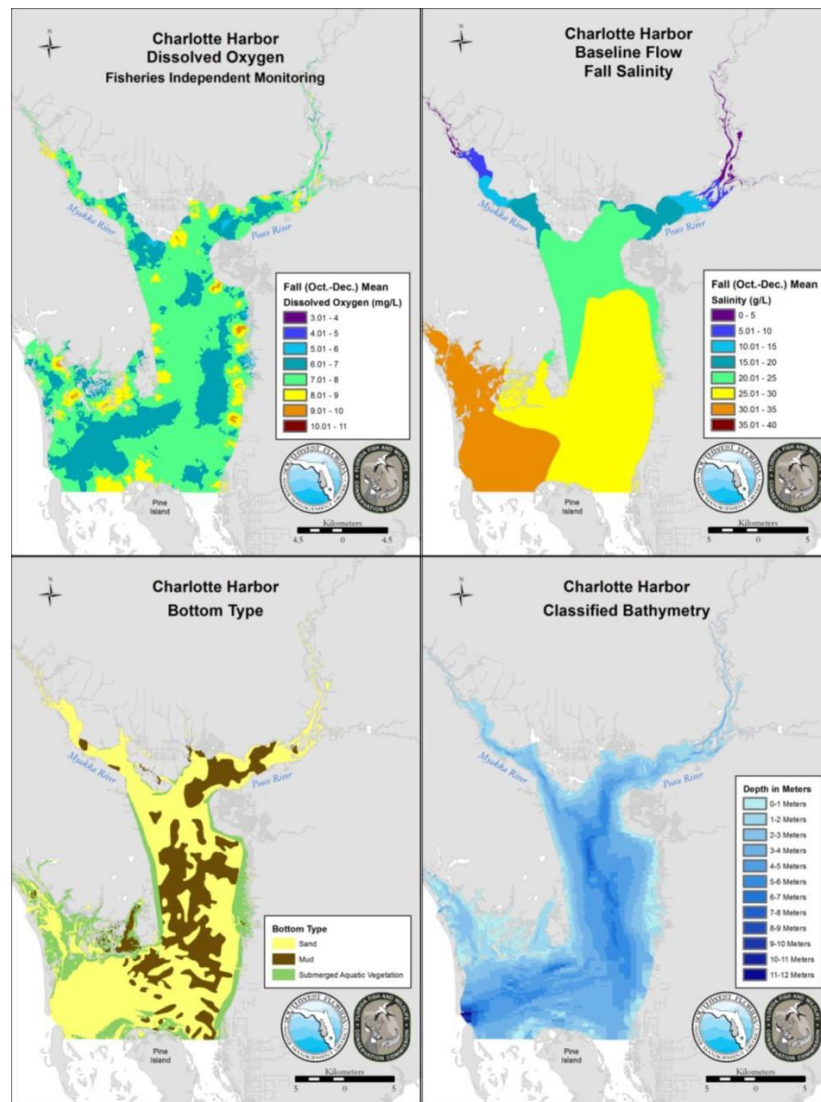 N
Charlotte Harbor
Dissolved Oxygen
Fisheries Independent Monitoring
Myakka River
Peace River
Fall (Oct.-Dec.) Mean
Dissolved Oxygen (mg/L)
3.01 - 4
4.01 - 5
5.01 - 6
6.01 - 7
7.01 - 8
8.01 - 9
9.01 - 10
10.01 - 11
Pine
Island
Kilometers
4.5 0 4.5
N
Charlotte Harbor
Baseline Flow
Fall Salinity
Myakka River
Peace River
Fall (Oct.-Dec.) Mean
Salinity (g/L)
0 - 5
5.01 - 10
10.01 - 15
15.01 - 20
20.01 - 25
25.01 - 30
30.01 - 35
35.01 - 40
Pine
Island
Kilometers
5 0 5
N
Charlotte Harbor
Bottom Type
Myakka River
Peace River
Bottom Type
Sand
Mud
Submerged Aquatic Vegetation
Pine
Island
Kilometers
5 0 5
N
Charlotte Harbor
Classified Bathymetry
Myakka River
Peace River
Depth in Meters
0-1 Meters
1-2 Meters
2-3 Meters
3-4 Meters
4-5 Meters
5-6 Meters
6-7 Meters
7-8 Meters
8-9 Meters
9-10 Meters
10-11 Meters
11-12 Meters
Pine
Island
Kilometers
5 0 5